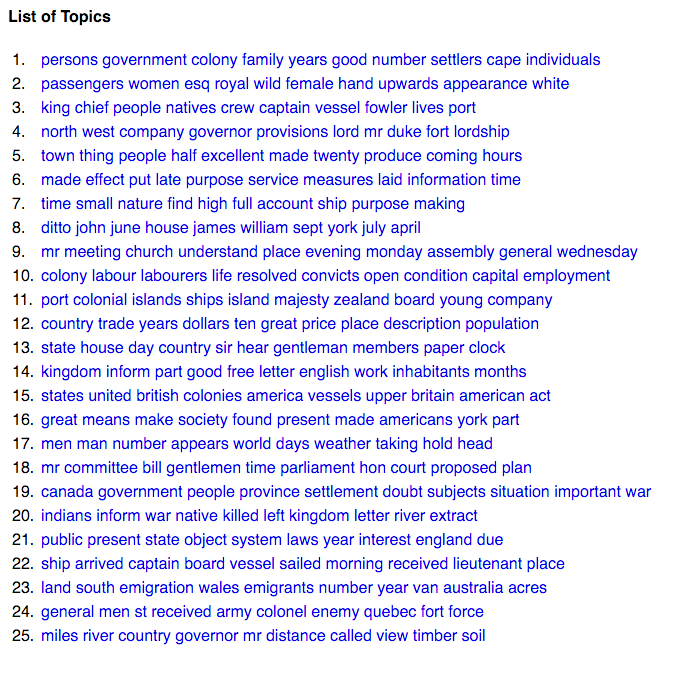 List of Topics
1. persons government colony family years good number settlers cape individuals
2. passengers women esq royal wild female hand upwards appearance white
3. king chief people natives crew captain vessel fowler lives port
4. north west company governor provisions lord mr duke fort lordship
5. town thing people half excellent made twenty produce coming hours
6. made effect put late purpose service measures laid information time
7. time small nature find high full account ship purpose making
8. ditto john june house james william sept york july april
9. mr meeting church understand place evening monday assembly general wednesday
10. colony labour labourers life resolved convicts open condition capital employment
11. port colonial islands ships island majesty zealand board young company
12. country trade years dollars ten great price place description population
13. state house day country sir hear gentleman members paper clock
14. kingdom inform part good free letter english work inhabitants months
15. states united british colonies america vessels upper britain american act
16. great means make society found present made americans york part
17. men man number appears world days weather taking hold head
18. mr committee bill gentlemen time parliament hon court proposed plan
19. canada government people province settlement doubt subjects situation important war
20. indians inform war native killed left kingdom letter river extract
21. public present state object system laws year interest england due
22. ship arrived captain board vessel sailed morning received lieutenant place
23. land south emigration wales emigrants number year van australia acres
24. general men st received army colonel enemy quebec fort force
25. miles river country governor mr distance called view timber soil